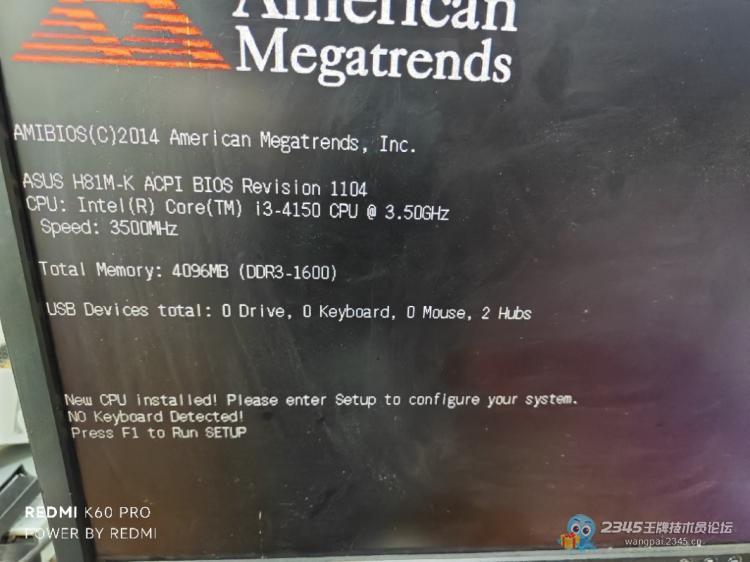 American
Megatrends
AMIBIOS(C)2014 American Megatrends, Inc.
ASUS H81M-K ACPI BIOS Revision 1104
CPU: Intel(R) Core(TM) i3-4150 CPU @ 3.50GHz
Speed: 3500MHz
Total Memory: 4096MB (DDR3-1600)
USB Devices total: 0 Drive, 0 Keyboard, 0 Mouse, 2 Hubs
New CPU installed! Please enter Setup to configure your system.
NO Keyboard Detected!
Press F1 to Run SETUP
REDMI K60 PRO
POWER BY REDMI
2345王牌技术员论坛
wangpai.2345.cn